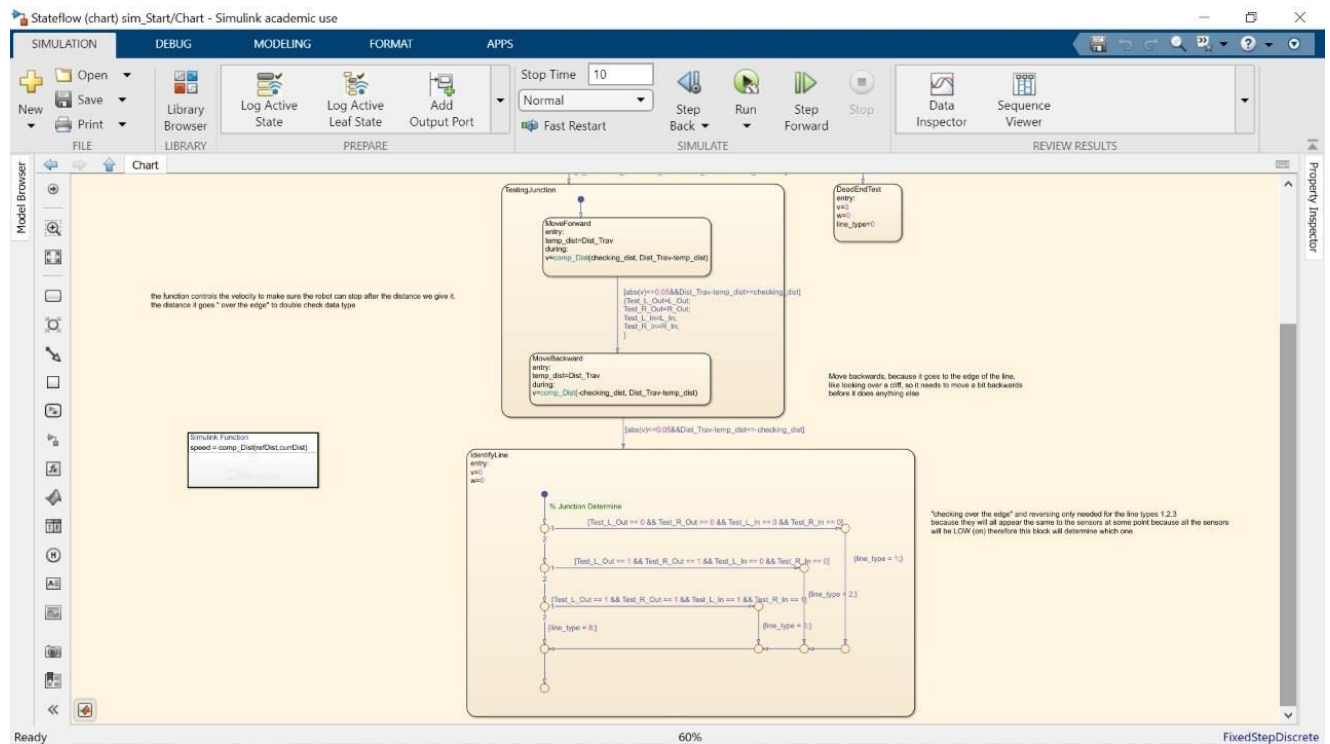 Stateflow (chart) sim_Start/Chart - Simulink academic use
SIMULATION DEBUG MODELING FORMAT APPS
New
Open
Save
Print
FILE
Library Browser
LIBRARY
Log Active State
Log Active Leaf State
Add Output Port
PREPARE
Stop Time 10
Normal
Fast Restart
Step Back
Run
Step Forward
Stop
SIMULATE
Data Inspector
Sequence Viewer
REVIEW RESULTS
Model Browser
Chart
Property Inspector
TestingJunction
MoveForward
entry:
temp_dist=Dist_Trav
during:
v=comp_Dist(checking_dist, Dist_Trav-temp_dist)
DeadEndTest
entry:
v=0
w=0
line_type=0
the function controls the velocity to make sure the robot can stop after the distance we give it.
the distance it goes " over the edge" to double check data type
[abs(v)<=0.05&&Dist_Trav-temp_dist>=checking_dist]
{Test_L_Out=L_Out;
Test_R_Out=R_Out;
Test_L_In=L_In;
Test_R_In=R_In;
}
MoveBackward
entry:
temp_dist=Dist_Trav
during:
v=comp_Dist(-checking_dist, Dist_Trav-temp_dist)
Move backwards, because it goes to the edge of the line,
like looking over a cliff, so it needs to move a bit backwards
before it does anything else
[abs(v)<=0.05&&Dist_Trav-temp_dist<=-checking_dist]
Simulink Function
speed = comp_Dist(refDist,currDist)
IdentifyLine
entry:
v=0
w=0
% Junction Determine
1 [Test_L_Out == 0 && Test_R_Out == 0 && Test_L_In == 0 && Test_R_In == 0]
2
"checking over the edge" and reversing only needed for the line types 1,2,3
because they will all appear the same to the sensors at some point because all the sensors
will be LOW (on) therefore this block will determine which one
1 [Test_L_Out == 1 && Test_R_Out == 1 && Test_L_In == 0 && Test_R_In == 0]
{line_type = 1;}
2
1 [Test_L_Out == 1 && Test_R_Out == 1 && Test_L_In == 1 && Test_R_In == 1]
{line_type = 2;}
2
{line_type = 8;}
{line_type = 3;}
Ready
60%
FixedStepDiscrete